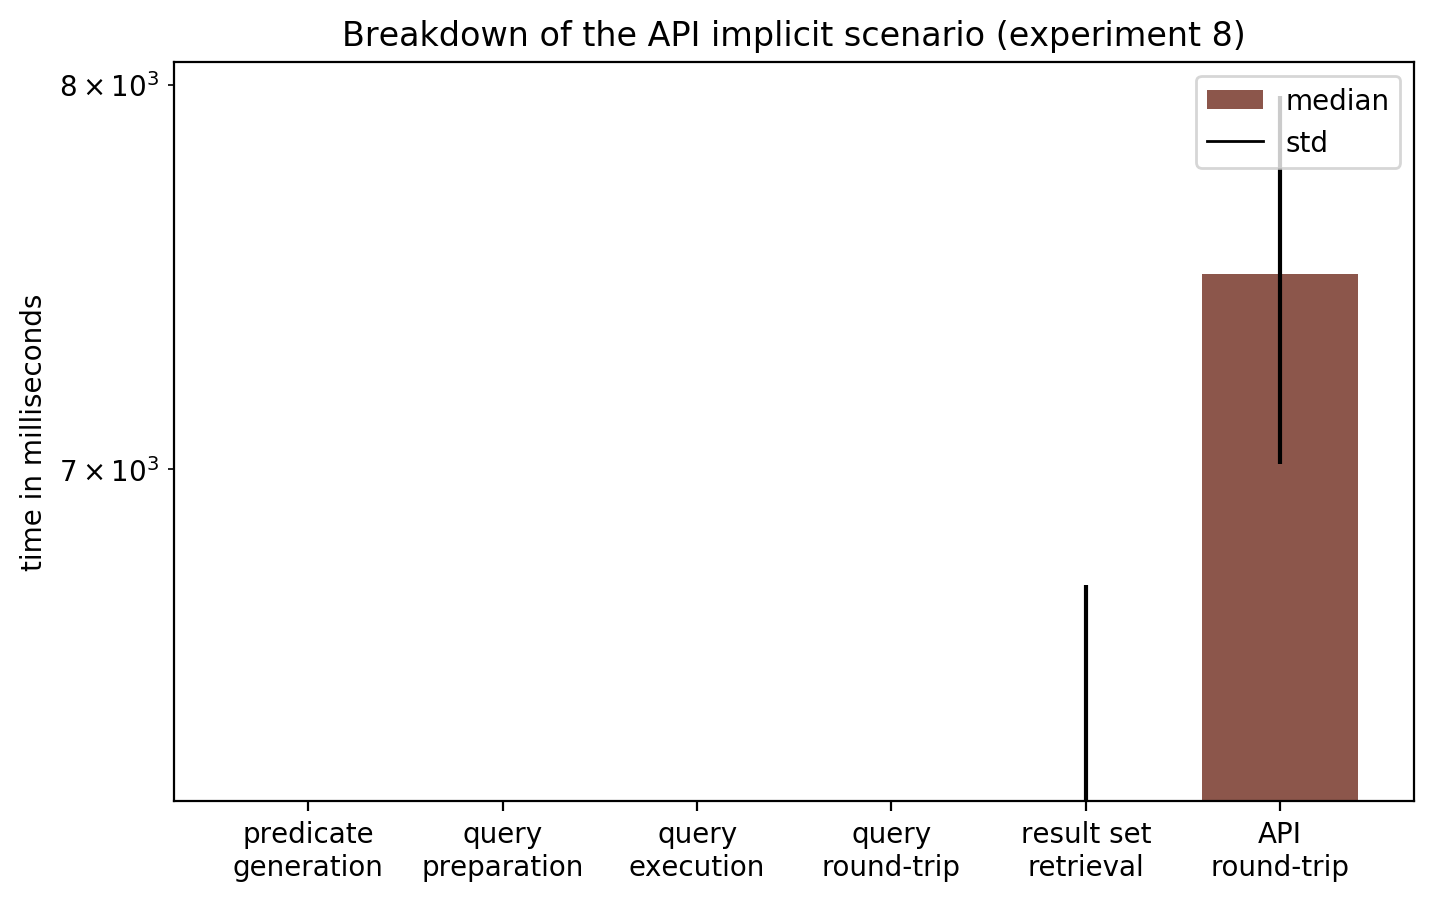 Breakdown of the API implicit scenario (experiment 8)
8 × 10³
7 × 10³
time in milliseconds
median
std
predicate
generation
query
preparation
query
execution
query
round-trip
result set
retrieval
API
round-trip